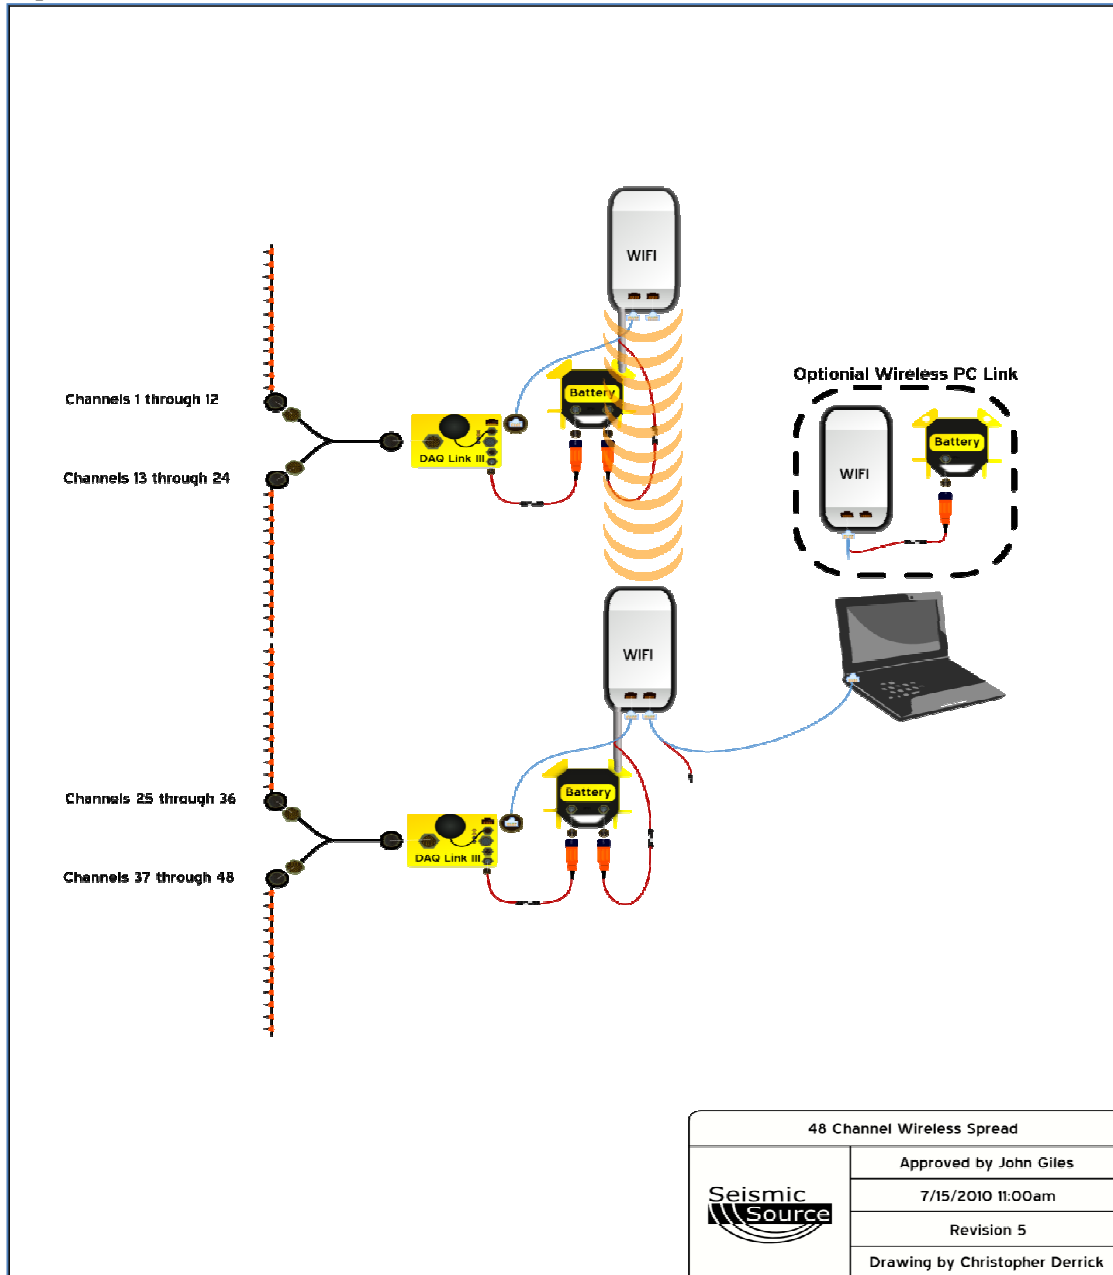 WIFI
Optionial Wireless PC Link
Channels 1 through 12
Battery
DAQ Link III
Battery
WIFI
Channels 13 through 24
WIFI
Channels 25 through 36
Battery
DAQ Link III
Channels 37 through 48
48 Channel Wireless Spread
Seismic
Source
Approved by John Giles
7/15/2010 11:00am
Revision 5
Drawing by Christopher Derrick